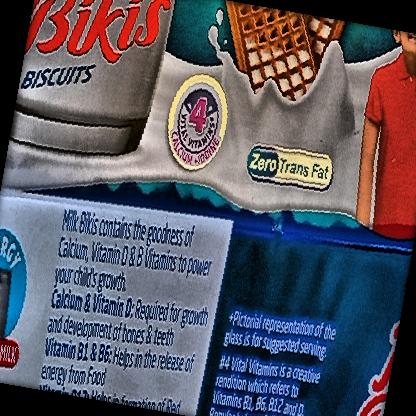 Bikis
BISCUITS
4
VITAL VITAMINS
CALCIUM + IODINE
Zero Trans Fat
Milk Bikis contains the goodness of
Calcium, Vitamin D & B Vitamins to power
your child's growth.
Calcium & Vitamin D: Required for growth
and development of bones & teeth
Vitamin B1 & B6: Helps in the release of
energy from Food
MILK
+Pictorial representation of the
glass is for suggested serving.
#4 Vital Vitamins is a creative
rendition which refers to
Vitamins B1, B6, B12 and D.